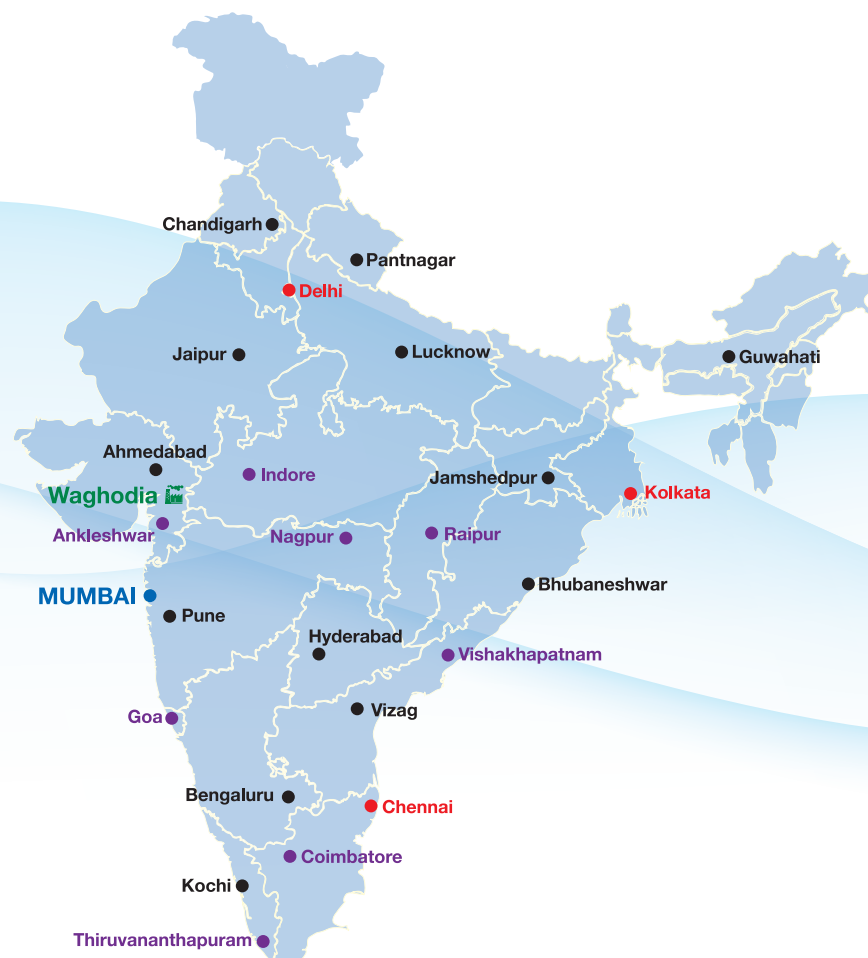 Chandigarh
Pantnagar
Delhi
Jaipur
Lucknow
Guwahati
Ahmedabad
Indore
Jamshedpur
Waghodia
Kolkata
Ankleshwar
Nagpur
Raipur
Bhubaneshwar
MUMBAI
Pune
Hyderabad
Vishakhapatnam
Goa
Vizag
Bengaluru
Chennai
Coimbatore
Kochi
Thiruvananthapuram